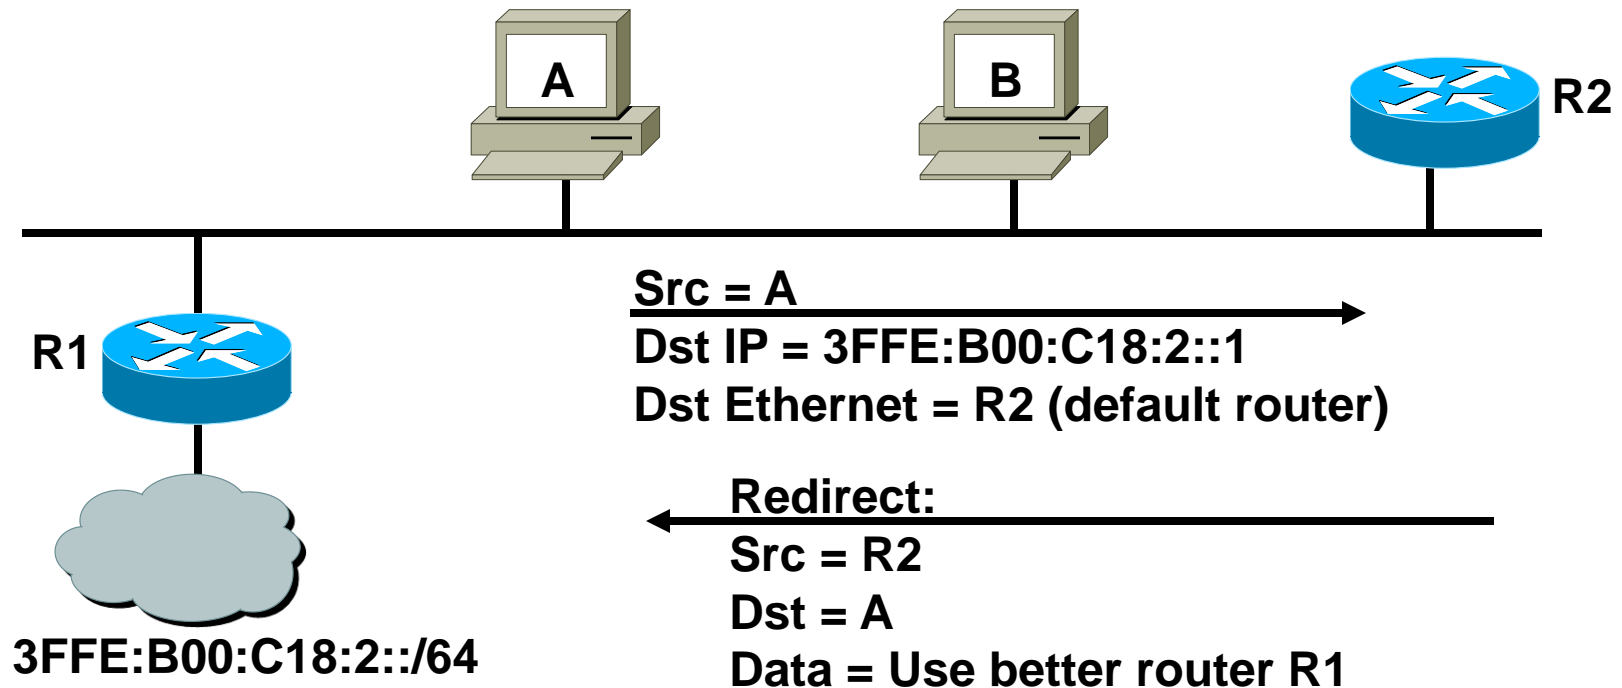 A
B
R2
R1
Src = A
Dst IP = 3FFE:B00:C18:2::1
Dst Ethernet = R2 (default router)
Redirect:
Src = R2
Dst = A
Data = Use better router R1
3FFE:B00:C18:2::/64